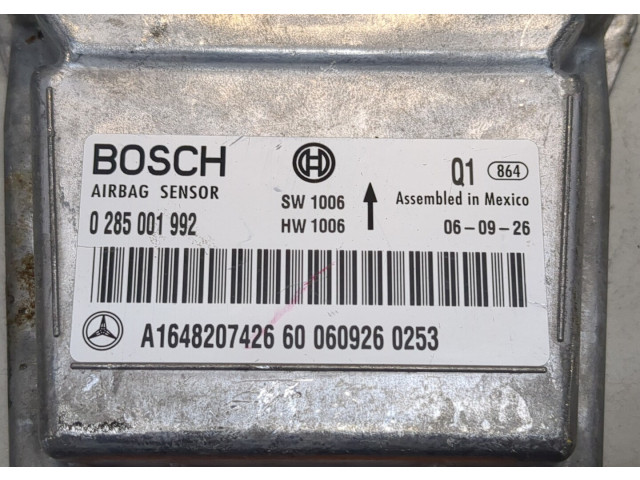 BOSCH
AIRBAG SENSOR
0 285 001 992
SW 1006
HW 1006
Q1 864
Assembled in Mexico
06-09-26
A1648207426 60 060926 0253